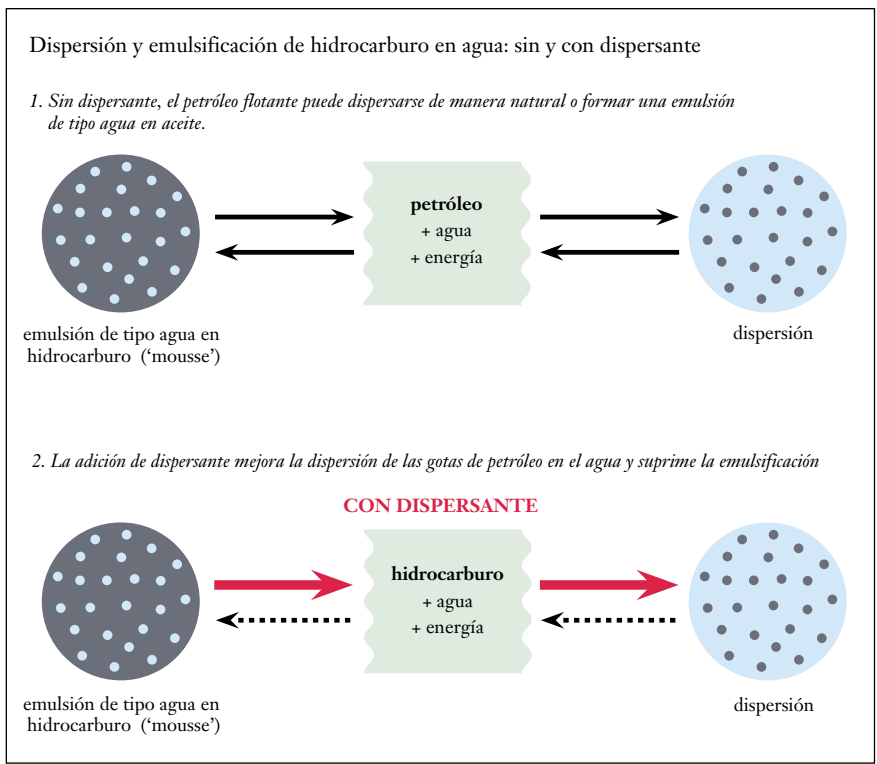 Dispersión y emulsificación de hidrocarburo en agua: sin y con dispersante
1. Sin dispersante, el petróleo flotante puede dispersarse de manera natural o formar una emulsión
de tipo agua en aceite.
petróleo
+ agua
+ energía
emulsión de tipo agua en
hidrocarburo (‘mousse’)
dispersión
2. La adición de dispersante mejora la dispersión de las gotas de petróleo en el agua y suprime la emulsificación
CON DISPERSANTE
hidrocarburo
+ agua
+ energía
emulsión de tipo agua en
hidrocarburo (‘mousse’)
dispersión